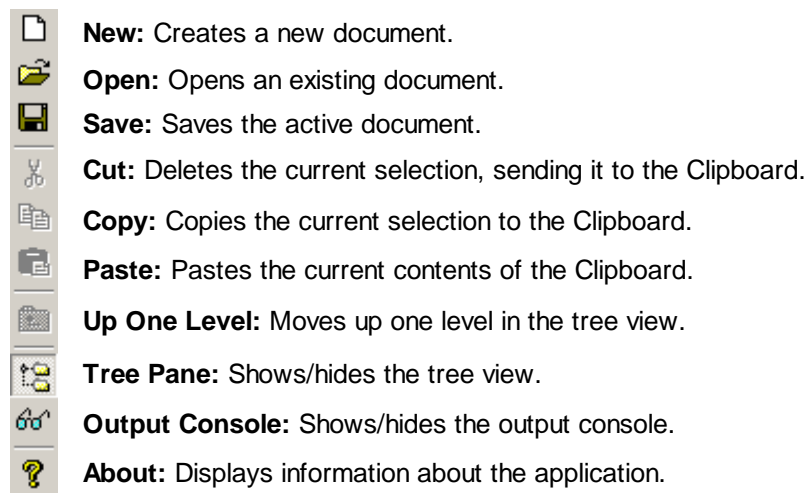 New: Creates a new document.
Open: Opens an existing document.
Save: Saves the active document.
Cut: Deletes the current selection, sending it to the Clipboard.
Copy: Copies the current selection to the Clipboard.
Paste: Pastes the current contents of the Clipboard.
Up One Level: Moves up one level in the tree view.
Tree Pane: Shows/hides the tree view.
Output Console: Shows/hides the output console.
About: Displays information about the application.